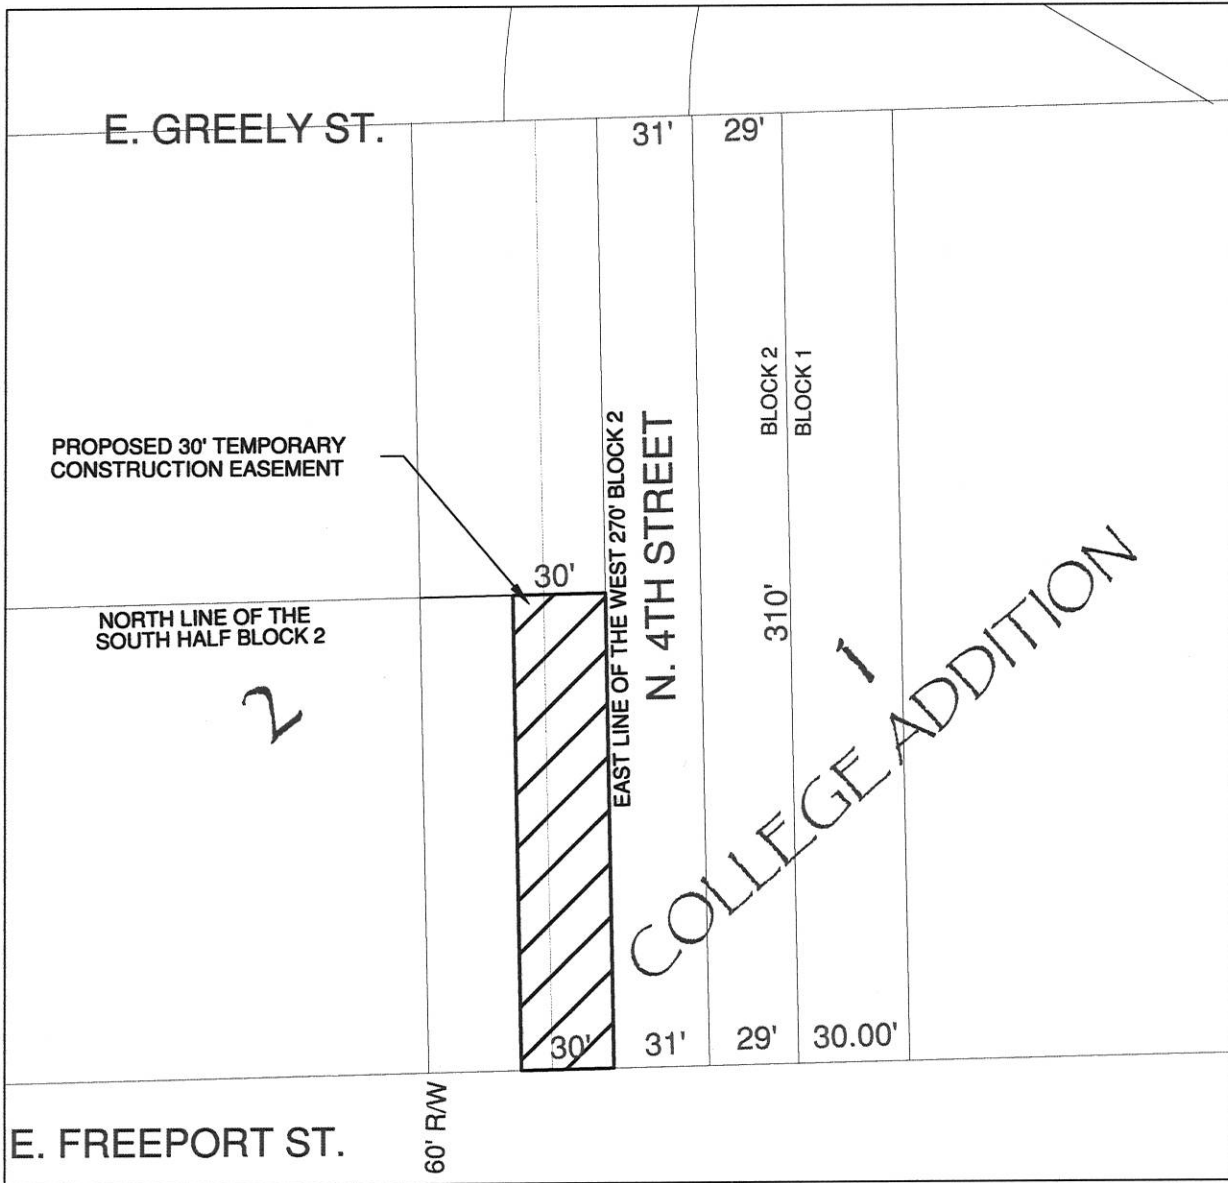 E. GREELY ST.
31'
29'
BLOCK 2
BLOCK 1
PROPOSED 30' TEMPORARY
CONSTRUCTION EASEMENT
EAST LINE OF THE WEST 270' BLOCK 2
N. 4TH STREET
30'
310'
NORTH LINE OF THE
SOUTH HALF BLOCK 2
2
1
COLLEGE ADDITION
30'
31'
29'
30.00'
60' R/W
E. FREEPORT ST.